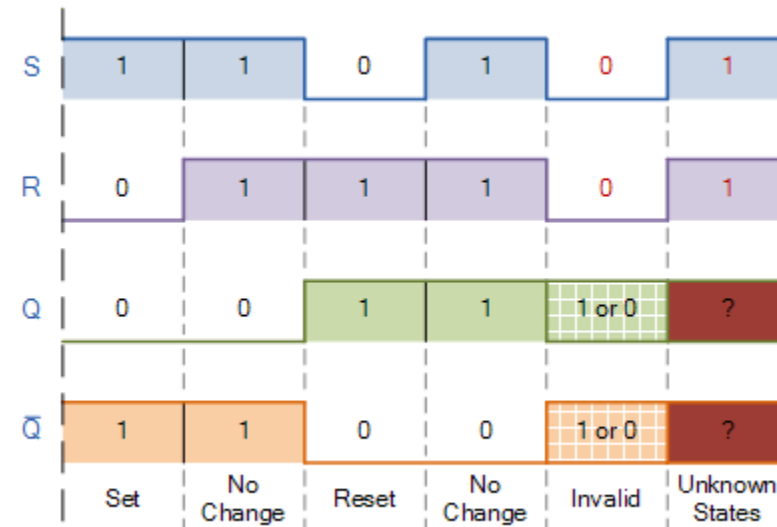 S 1 1 0 1 0 1
R 0 1 1 1 0 1
Q 0 0 1 1 1 or 0 ?
Q̅ 1 1 0 0 1 or 0 ?
Set No Change Reset No Change Invalid Unknown States